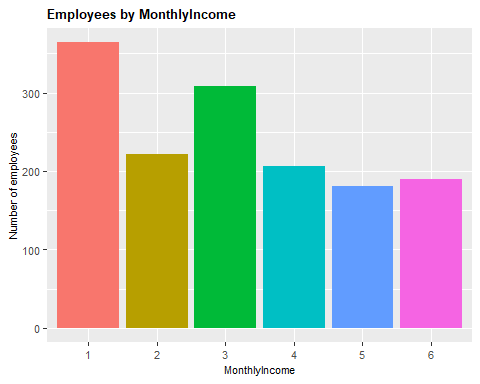 Employees by MonthlyIncome
Number of employees
300
200
100
0
1 2 3 4 5 6
MonthlyIncome